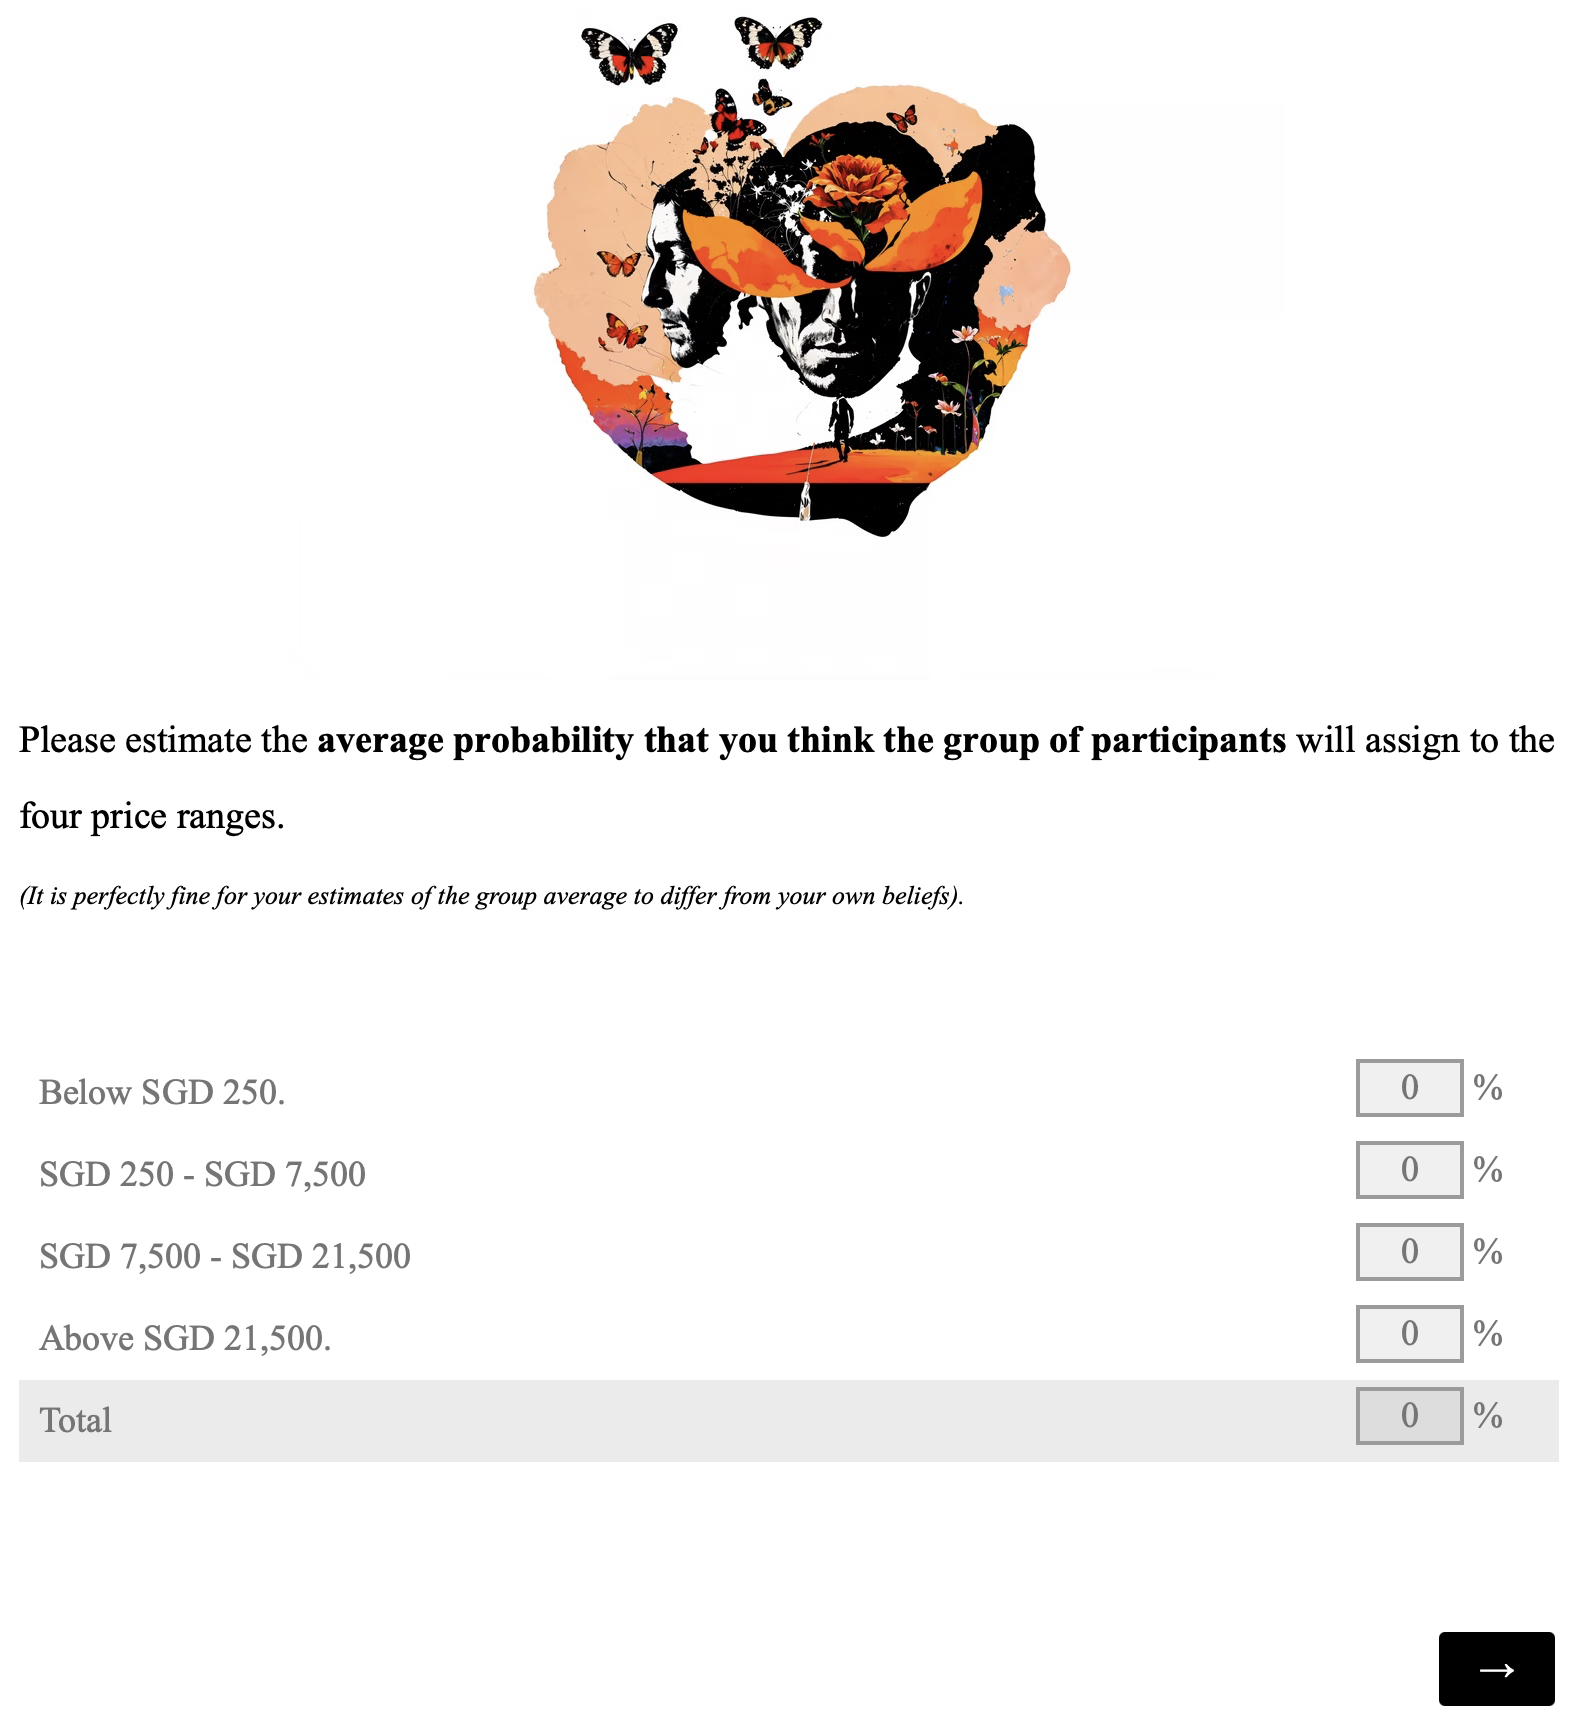 Please estimate the average probability that you think the group of participants will assign to the
four price ranges.
(It is perfectly fine for your estimates of the group average to differ from your own beliefs).
Below SGD 250. 0 %
SGD 250 - SGD 7,500 0 %
SGD 7,500 - SGD 21,500 0 %
Above SGD 21,500. 0 %
Total 0 %
→